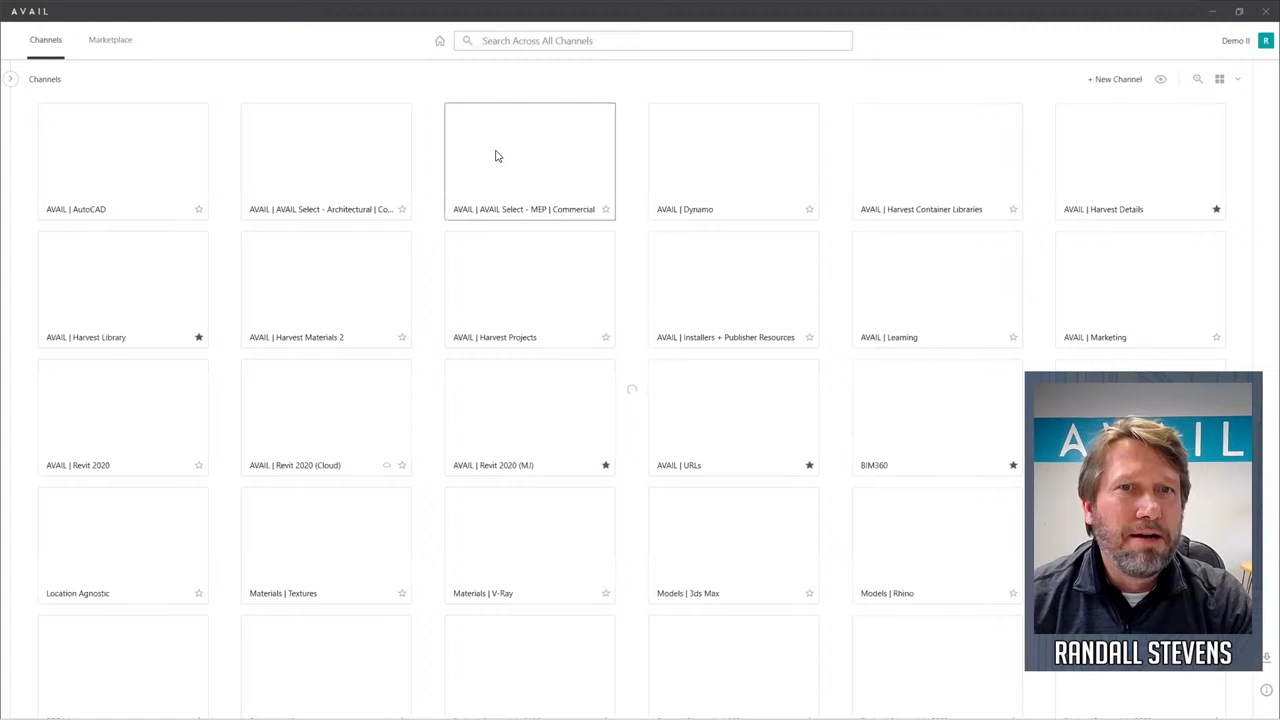 AVAIL
Channels
Marketplace
Search Across All Channels
Demo II
R
Channels
+ New Channel
AVAIL | AutoCAD
AVAIL | AVAIL Select - Architectural | Co...
AVAIL | AVAIL Select - MEP | Commercial
AVAIL | Dynamo
AVAIL | Harvest Container Libraries
AVAIL | Harvest Details
AVAIL | Harvest Library
AVAIL | Harvest Materials 2
AVAIL | Harvest Projects
AVAIL | Installers + Publisher Resources
AVAIL | Learning
AVAIL | Marketing
AVAIL | Revit 2020
AVAIL | Revit 2020 (Cloud)
AVAIL | Revit 2020 (MJ)
AVAIL | URLs
BIM360
Location Agnostic
Materials | Textures
Materials | V-Ray
Models | 3ds Max
Models | Rhino
RANDALL STEVENS